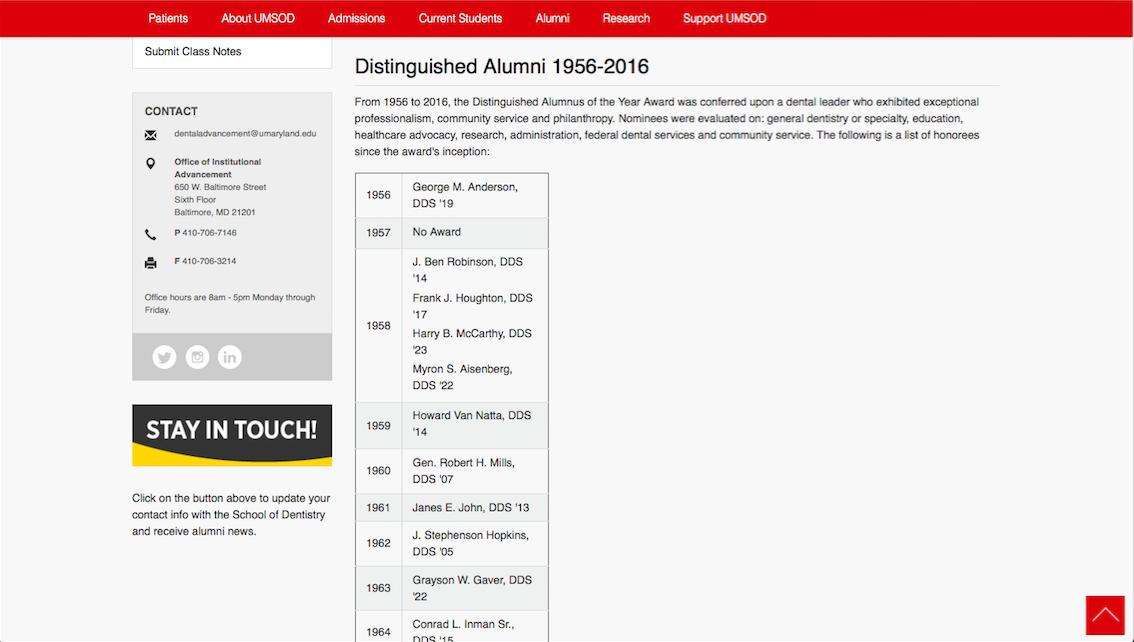 Patients About UMSOD Admissions Current Students Alumni Research Support UMSOD
Submit Class Notes
CONTACT
dentaladvancement@umaryland.edu
Office of Institutional
Advancement
650 W. Baltimore Street
Sixth Floor
Baltimore, MD 21201
P 410-706-7146
F 410-706-3214
Office hours are 8am - 5pm Monday through
Friday.
in
STAY IN TOUCH!
Click on the button above to update your
contact info with the School of Dentistry
and receive alumni news.
Distinguished Alumni 1956-2016
From 1956 to 2016, the Distinguished Alumnus of the Year Award was conferred upon a dental leader who exhibited exceptional
professionalism, community service and philanthropy. Nominees were evaluated on: general dentistry or specialty, education,
healthcare advocacy, research, administration, federal dental services and community service. The following is a list of honorees
since the award's inception:
1956
George M. Anderson,
DDS '19
1957 No Award
1958
J. Ben Robinson, DDS
'14
Frank J. Houghton, DDS
'17
Harry B. McCarthy, DDS
'23
Myron S. Aisenberg,
DDS '22
1959
Howard Van Natta, DDS
'14
1960
Gen. Robert H. Mills,
DDS '07
1961 Janes E. John, DDS '13
1962
J. Stephenson Hopkins,
DDS '05
1963
Grayson W. Gaver, DDS
'22
1964
Conrad L. Inman Sr.,
DDS '15